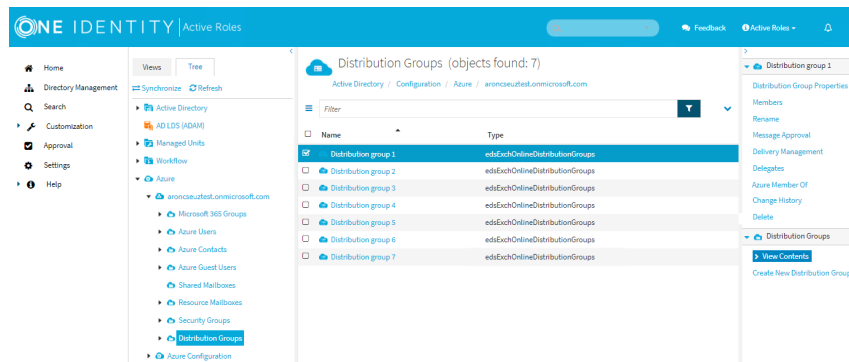 ONE IDENTITY | Active Roles
Feedback
Active Roles
Home
Directory Management
Search
Customization
Approval
Settings
Help
Views
Tree
Synchronize
Refresh
Active Directory
AD LDS (ADAM)
Managed Units
Workflow
Azure
aroncseuztest.onmicrosoft.com
Microsoft 365 Groups
Azure Users
Azure Contacts
Azure Guest Users
Shared Mailboxes
Resource Mailboxes
Security Groups
Distribution Groups
Azure Configuration
Distribution Groups (objects found: 7)
Active Directory / Configuration / Azure / aroncseuztest.onmicrosoft.com
Filter
Name Type
Distribution group 1 edsExchOnlineDistributionGroups
Distribution group 2 edsExchOnlineDistributionGroups
Distribution group 3 edsExchOnlineDistributionGroups
Distribution group 4 edsExchOnlineDistributionGroups
Distribution group 5 edsExchOnlineDistributionGroups
Distribution group 6 edsExchOnlineDistributionGroups
Distribution group 7 edsExchOnlineDistributionGroups
Distribution group 1
Distribution Group Properties
Members
Rename
Message Approval
Delivery Management
Delegates
Azure Member Of
Change History
Delete
Distribution Groups
View Contents
Create New Distribution Group